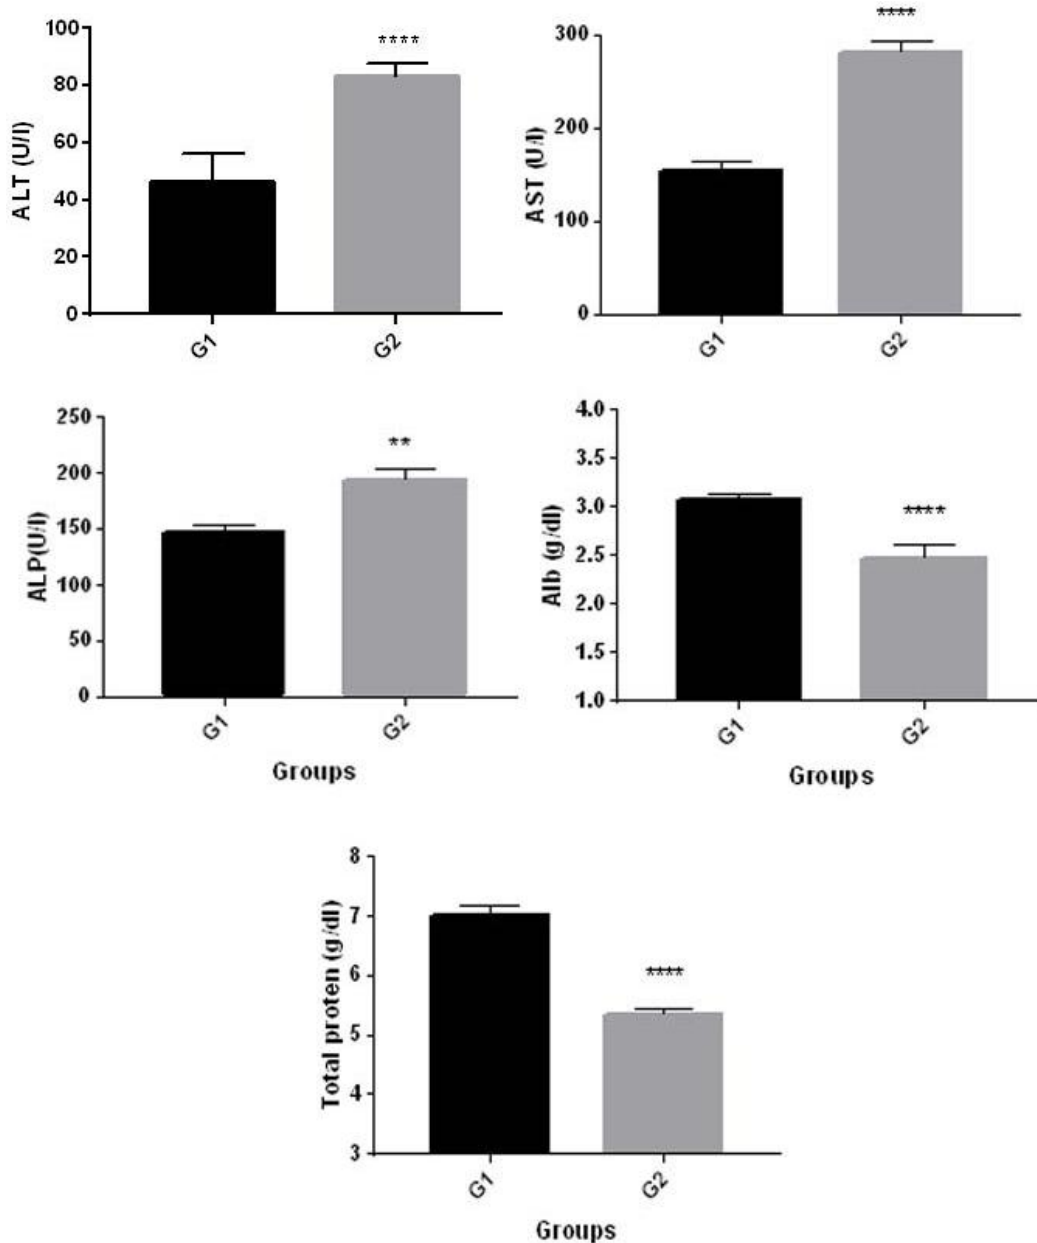 ALT (U/l)
100
80
60
40
20
0
****
G1
G2
AST (U/l)
300
200
100
0
****
G1
G2
ALP(U/l)
250
200
150
100
50
0
**
G1
G2
Groups
Alb (g/dl)
4.0
3.5
3.0
2.5
2.0
1.5
1.0
****
G1
G2
Groups
Total proten (g/dl)
8
7
6
5
4
3
****
G1
G2
Groups